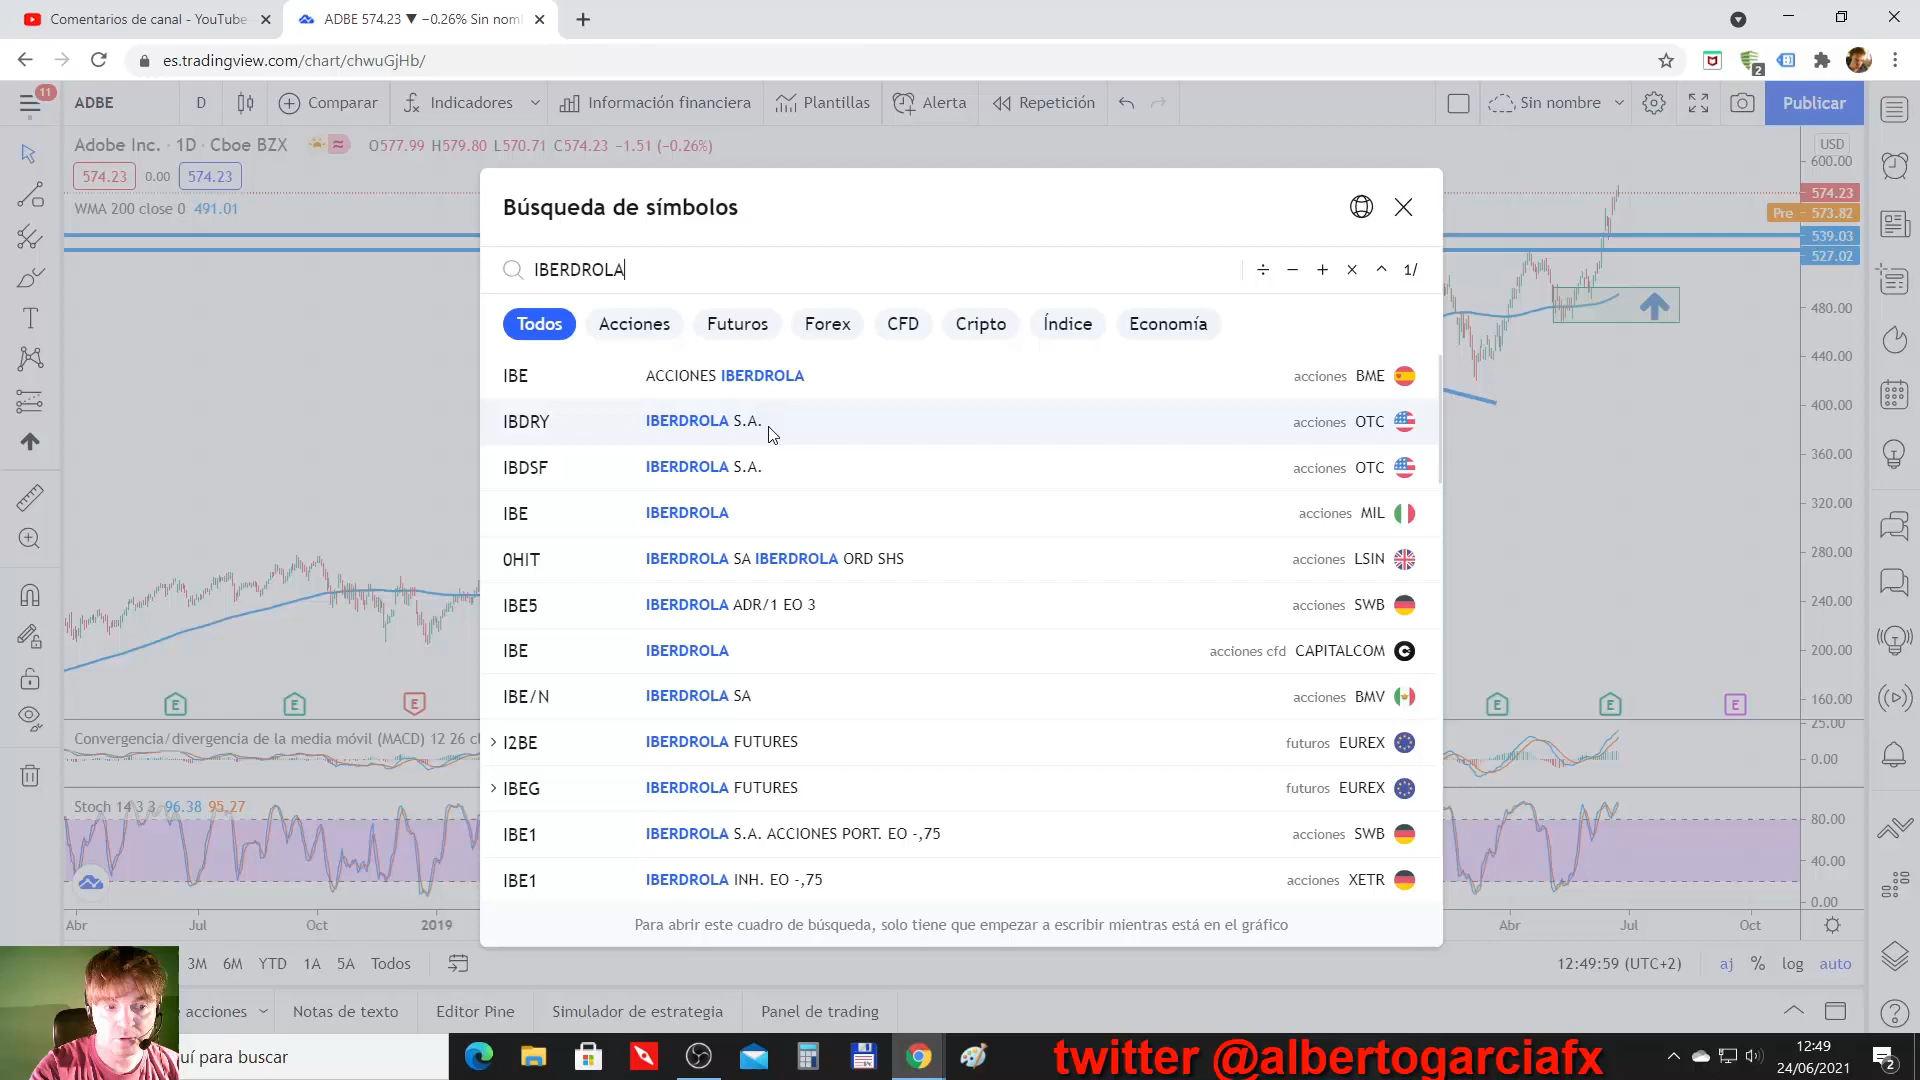 Comentarios de canal - YouTube
ADBE 574.23 ▼ −0.26% Sin nom
es.tradingview.com/chart/chwuGjHb/
2
11
ADBE
D
Comparar
Indicadores
Información financiera
Plantillas
Alerta
Repetición
Sin nombre
Publicar
Adobe Inc. · 1D · Cboe BZX
O577.99 H579.80 L570.71 C574.23 −1.51 (−0.26%)
574.23
0.00
574.23
WMA 200 close 0 491.01
USD
600.00
574.23
Pre 573.82
539.03
527.02
480.00
440.00
400.00
360.00
320.00
280.00
240.00
200.00
160.00
25.00
0.00
80.00
40.00
0.00
Búsqueda de símbolos
IBERDROLA
÷ − + × ^ 1/
Todos
Acciones
Futuros
Forex
CFD
Cripto
Índice
Economía
IBE ACCIONES IBERDROLA acciones BME
IBDRY IBERDROLA S.A. acciones OTC
IBDSF IBERDROLA S.A. acciones OTC
IBE IBERDROLA acciones MIL
0HIT IBERDROLA SA IBERDROLA ORD SHS acciones LSIN
IBE5 IBERDROLA ADR/1 EO 3 acciones SWB
IBE IBERDROLA acciones cfd CAPITALCOM
IBE/N IBERDROLA SA acciones BMV
I2BE IBERDROLA FUTURES futuros EUREX
IBEG IBERDROLA FUTURES futuros EUREX
IBE1 IBERDROLA S.A. ACCIONES PORT. EO -,75 acciones SWB
IBE1 IBERDROLA INH. EO -,75 acciones XETR
Para abrir este cuadro de búsqueda, solo tiene que empezar a escribir mientras está en el gráfico
E E E E E E
Convergencia/divergencia de la media móvil (MACD) 12 26 cl
Stoch 14 3 3 96.38 95.27
Abr Jul Oct 2019 Abr Jul Oct
3M 6M YTD 1A 5A Todos
12:49:59 (UTC+2)
aj % log auto
acciones
Notas de texto
Editor Pine
Simulador de estrategia
Panel de trading
uí para buscar
twitter @albertogarciafx
12:49
24/06/2021
2